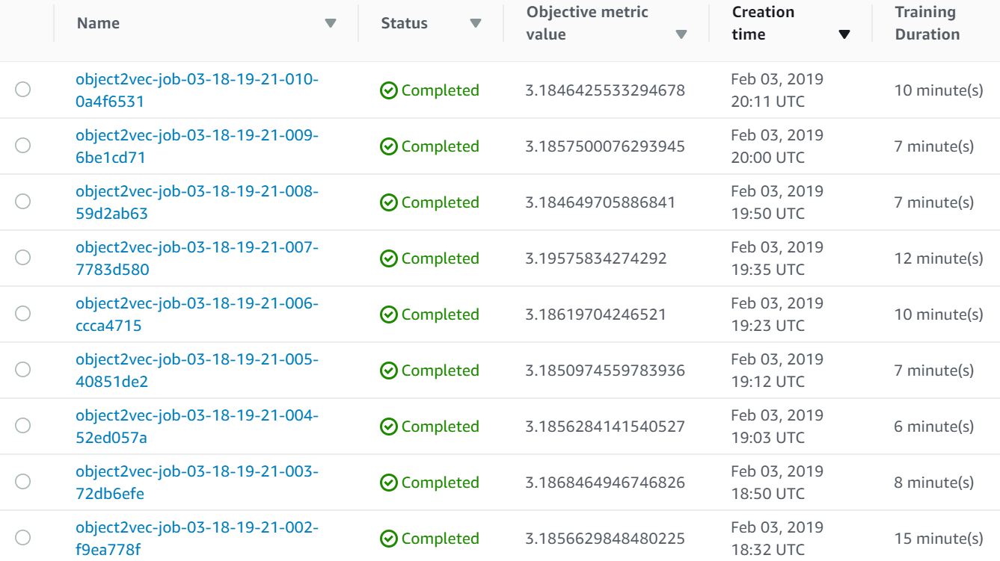 Name
Status
Objective metric
value
Creation
time
Training
Duration
object2vec-job-03-18-19-21-010-
0a4f6531
Completed
3.1846425533294678
Feb 03, 2019
20:11 UTC
10 minute(s)
object2vec-job-03-18-19-21-009-
6be1cd71
Completed
3.1857500076293945
Feb 03, 2019
20:00 UTC
7 minute(s)
object2vec-job-03-18-19-21-008-
59d2ab63
Completed
3.184649705886841
Feb 03, 2019
19:50 UTC
7 minute(s)
object2vec-job-03-18-19-21-007-
7783d580
Completed
3.19575834274292
Feb 03, 2019
19:35 UTC
12 minute(s)
object2vec-job-03-18-19-21-006-
ccca4715
Completed
3.18619704246521
Feb 03, 2019
19:23 UTC
10 minute(s)
object2vec-job-03-18-19-21-005-
40851de2
Completed
3.1850974559783936
Feb 03, 2019
19:12 UTC
7 minute(s)
object2vec-job-03-18-19-21-004-
52ed057a
Completed
3.1856284141540527
Feb 03, 2019
19:03 UTC
6 minute(s)
object2vec-job-03-18-19-21-003-
72db6efe
Completed
3.1868464946746826
Feb 03, 2019
18:50 UTC
8 minute(s)
object2vec-job-03-18-19-21-002-
f9ea778f
Completed
3.1856629848480225
Feb 03, 2019
18:32 UTC
15 minute(s)